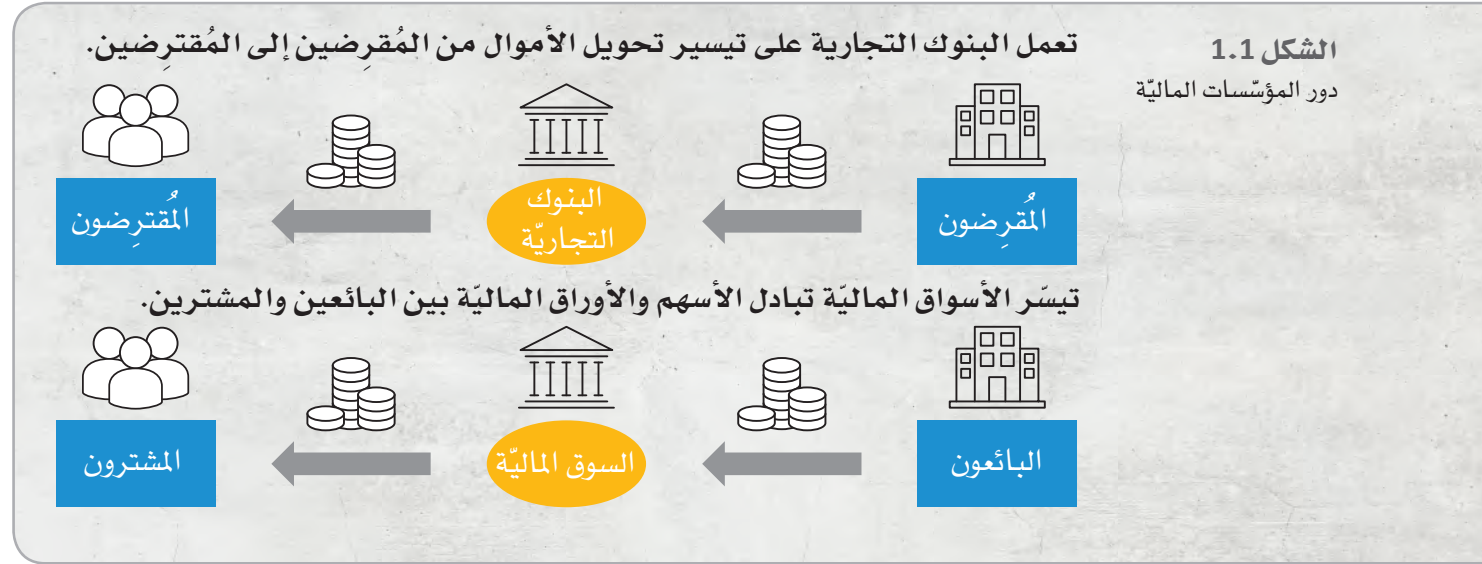 الشكل 1.1
دور المؤسّسات الماليّة
تعمل البنوك التجارية على تيسير تحويل الأموال من المُقرِضين إلى المُقترِضين.
المُقرِضون
البنوك
التجاريّة
المُقترِضون
تيسّر الأسواق الماليّة تبادل الأسهم والأوراق الماليّة بين البائعين والمشترين.
البائعون
السوق الماليّة
المشترون